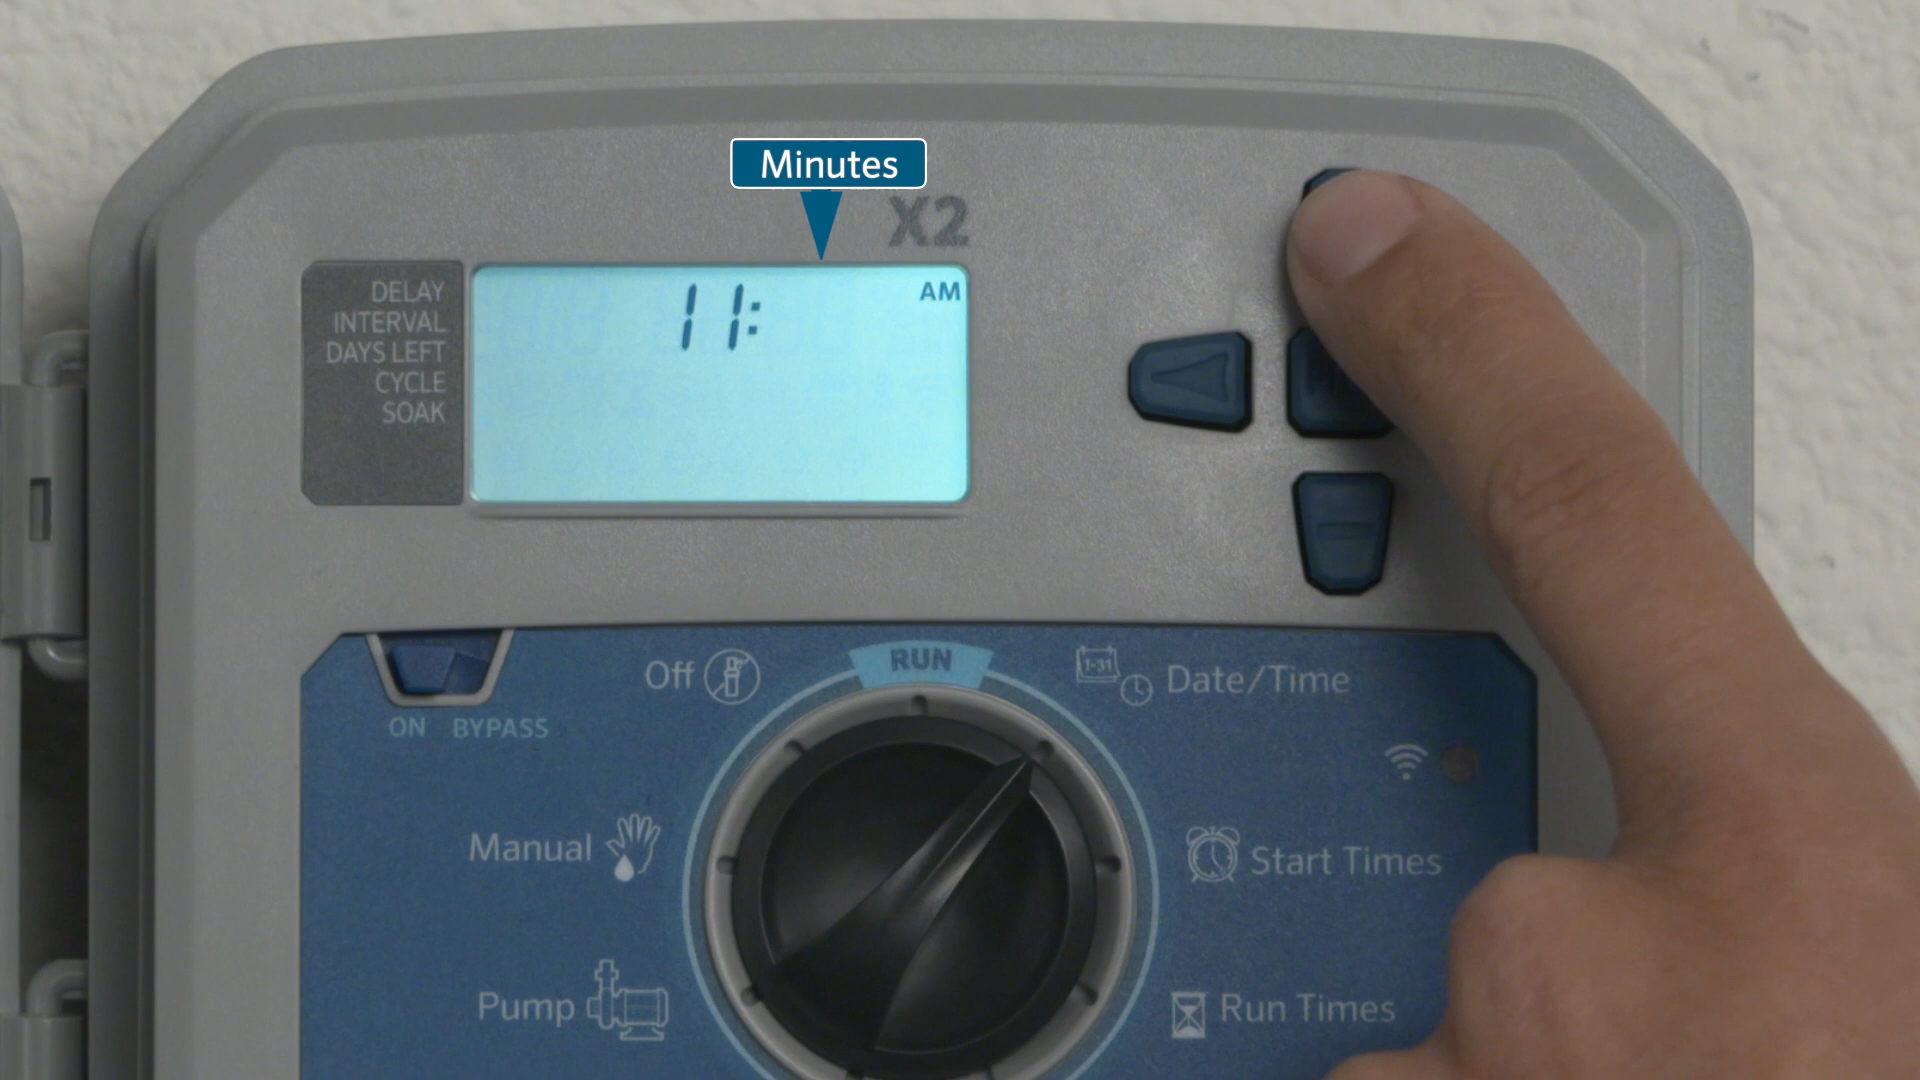 Minutes
X2
DELAY
INTERVAL
DAYS LEFT
CYCLE
SOAK
11:
AM
ON BYPASS
Off
RUN
1-31
Date/Time
Manual
Start Times
Pump
Run Times